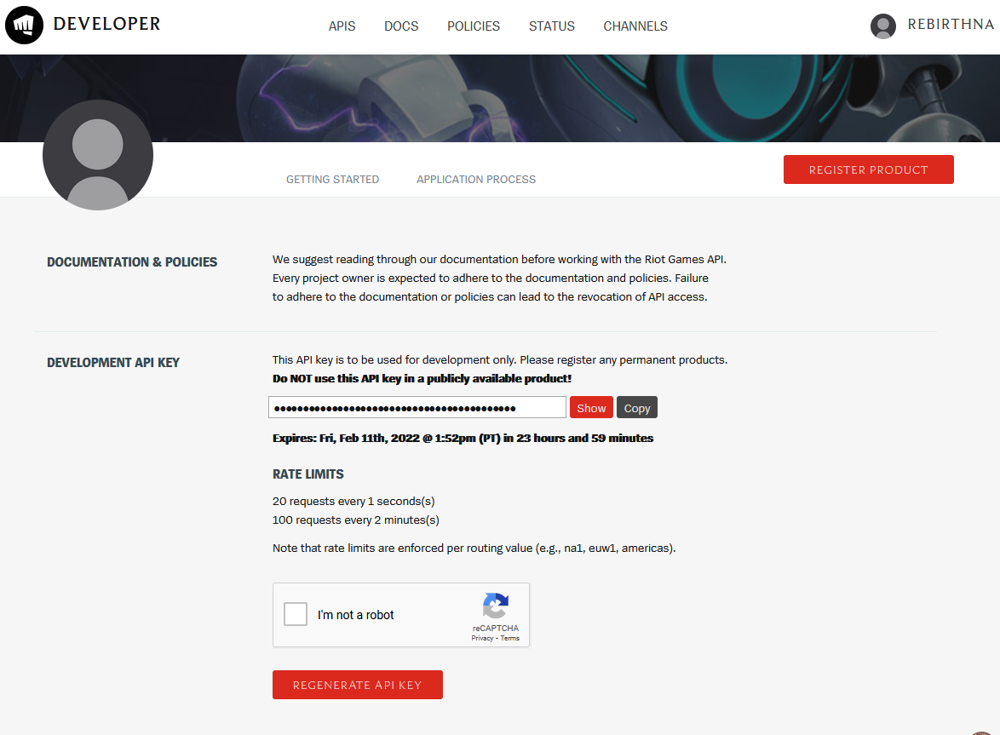 DEVELOPER
APIS
DOCS
POLICIES
STATUS
CHANNELS
REBIRTHNA
GETTING STARTED
APPLICATION PROCESS
REGISTER PRODUCT
DOCUMENTATION & POLICIES
We suggest reading through our documentation before working with the Riot Games API.
Every project owner is expected to adhere to the documentation and policies. Failure
to adhere to the documentation or policies can lead to the revocation of API access.
DEVELOPMENT API KEY
This API key is to be used for development only. Please register any permanent products.
Do NOT use this API key in a publicly available product!
Show
Copy
Expires: Fri, Feb 11th, 2022 @ 1:52pm (PT) in 23 hours and 59 minutes
RATE LIMITS
20 requests every 1 seconds(s)
100 requests every 2 minutes(s)
Note that rate limits are enforced per routing value (e.g., na1, euw1, americas).
I'm not a robot
reCAPTCHA
Privacy - Terms
REGENERATE API KEY